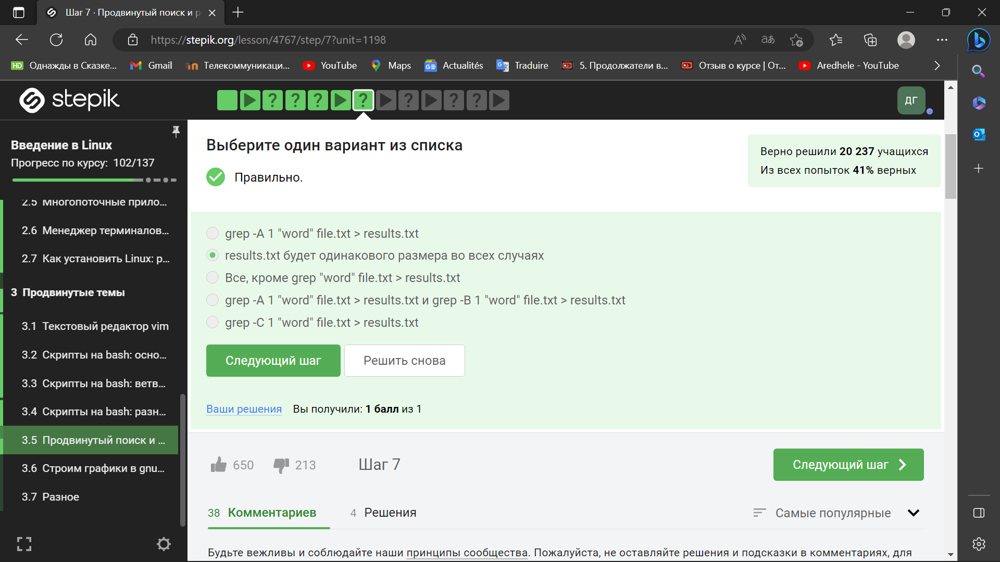 Шаг 7 · Продвинутый поиск и р
https://stepik.org/lesson/4767/step/7?unit=1198
Однажды в Сказке...
Gmail
Телекоммуникаци...
YouTube
Maps
Actualités
Traduire
5. Продолжатели в...
Отзыв о курсе | От...
Aredhele - YouTube
stepik
ДГ
Введение в Linux
Прогресс по курсу: 102/137
2.5 Многопоточные прило...
2.6 Менеджер терминалов...
2.7 Как установить Linux: р...
3 Продвинутые темы
3.1 Текстовый редактор vim
3.2 Скрипты на bash: осно...
3.3 Скрипты на bash: ветв...
3.4 Скрипты на bash: разн...
3.5 Продвинутый поиск и ...
3.6 Строим графики в gnu...
3.7 Разное
Выберите один вариант из списка
Правильно.
Верно решили 20 237 учащихся
Из всех попыток 41% верных
grep -A 1 "word" file.txt > results.txt
results.txt будет одинакового размера во всех случаях
Все, кроме grep "word" file.txt > results.txt
grep -A 1 "word" file.txt > results.txt и grep -B 1 "word" file.txt > results.txt
grep -C 1 "word" file.txt > results.txt
Следующий шаг
Решить снова
Ваши решения Вы получили: 1 балл из 1
650
213
Шаг 7
Следующий шаг
38 Комментариев
4 Решения
Самые популярные
Будьте вежливы и соблюдайте наши принципы сообщества. Пожалуйста, не оставляйте решения и подсказки в комментариях, для